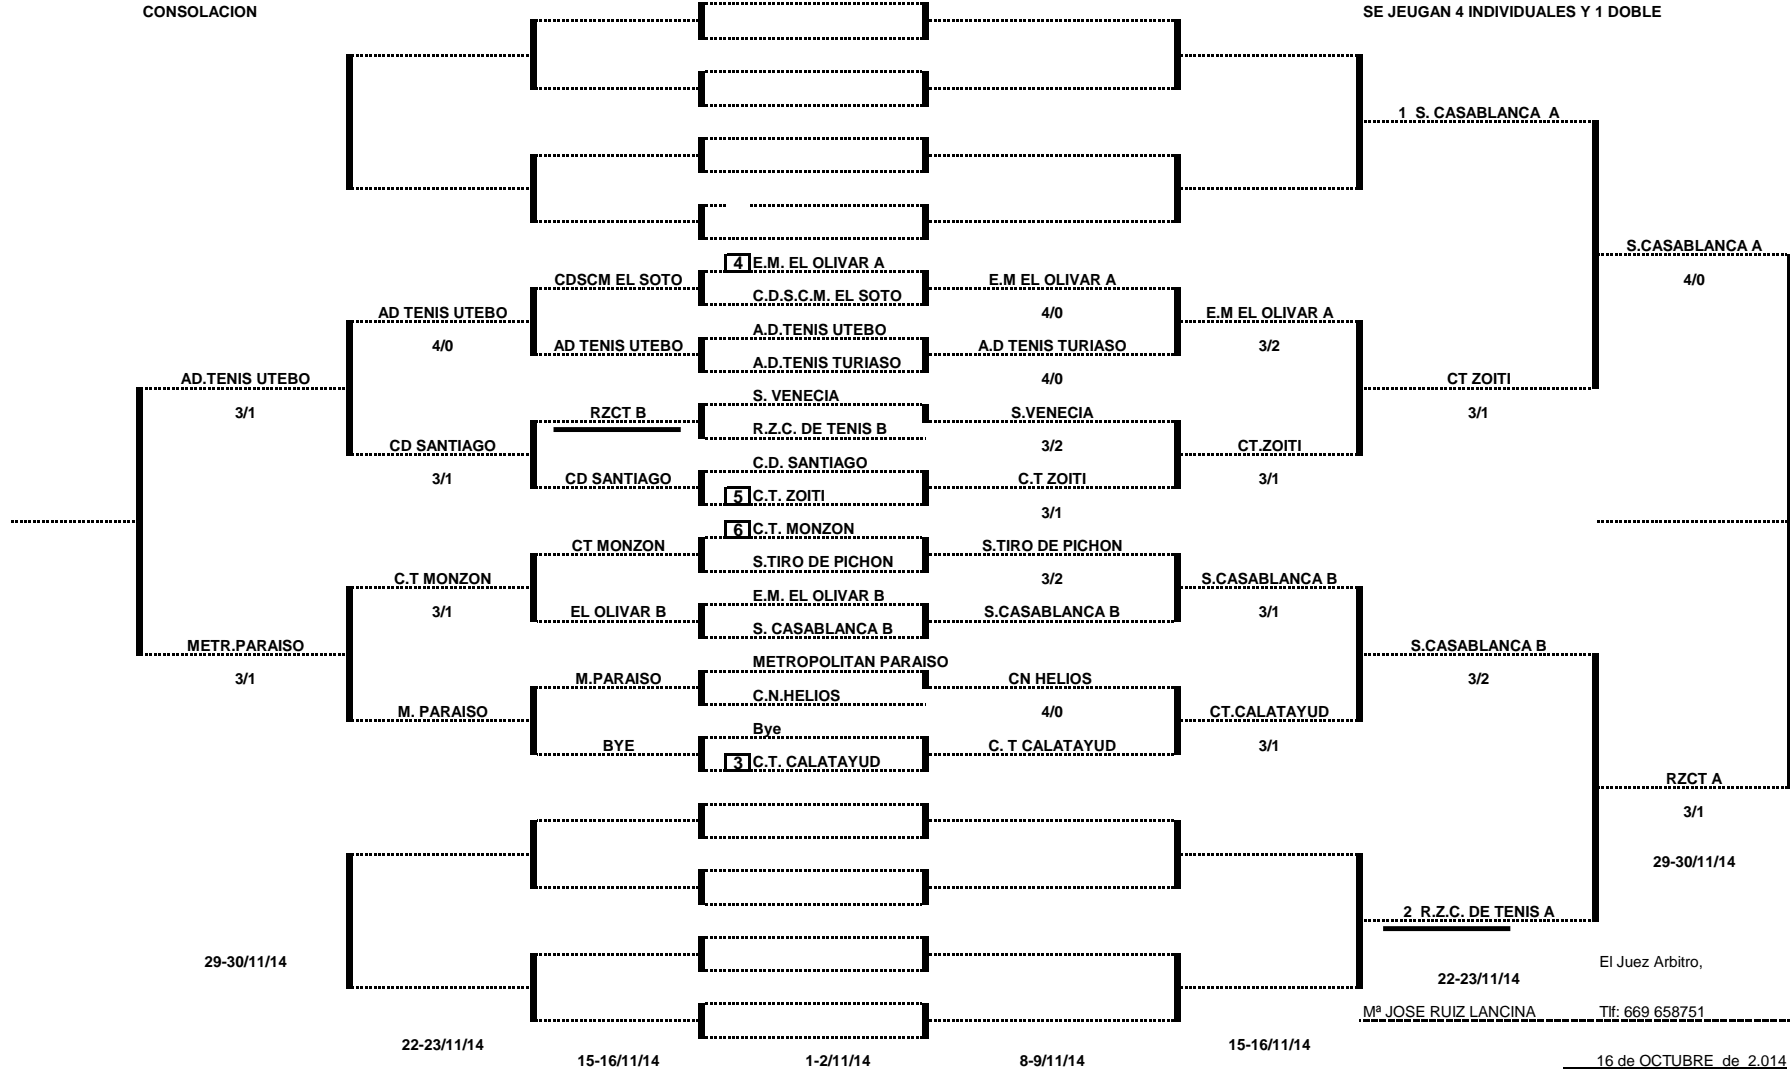 CONSOLACION
SE JEUGAN 4 INDIVIDUALES Y 1 DOBLE
1 S. CASABLANCA A
S.CASABLANCA A
4 E.M. EL OLIVAR A
CDSCM EL SOTO
E.M EL OLIVAR A
4/0
C.D.S.C.M. EL SOTO
AD TENIS UTEBO
4/0
E.M EL OLIVAR A
A.D.TENIS UTEBO
4/0
AD TENIS UTEBO
A.D TENIS TURIASO
3/2
A.D.TENIS TURIASO
AD.TENIS UTEBO
4/0
CT ZOITI
S. VENECIA
3/1
RZCT B
S.VENECIA
3/1
R.Z.C. DE TENIS B
CD SANTIAGO
3/2
CT.ZOITI
C.D. SANTIAGO
3/1
CD SANTIAGO
C.T ZOITI
3/1
5 C.T. ZOITI
3/1
6 C.T. MONZON
CT MONZON
S.TIRO DE PICHON
S.TIRO DE PICHON
C.T MONZON
3/2
S.CASABLANCA B
E.M. EL OLIVAR B
3/1
EL OLIVAR B
S.CASABLANCA B
3/1
S. CASABLANCA B
METR.PARAISO
S.CASABLANCA B
METROPOLITAN PARAISO
3/1
M.PARAISO
CN HELIOS
3/2
C.N.HELIOS
M. PARAISO
4/0
CT.CALATAYUD
Bye
BYE
C. T CALATAYUD
3/1
3 C.T. CALATAYUD
RZCT A
3/1
29-30/11/14
2 R.Z.C. DE TENIS A
29-30/11/14
El Juez Arbitro,
22-23/11/14
Mª JOSE RUIZ LANCINA Tlf: 669 658751
22-23/11/14
15-16/11/14
15-16/11/14
1-2/11/14
8-9/11/14
16 de OCTUBRE de 2.014